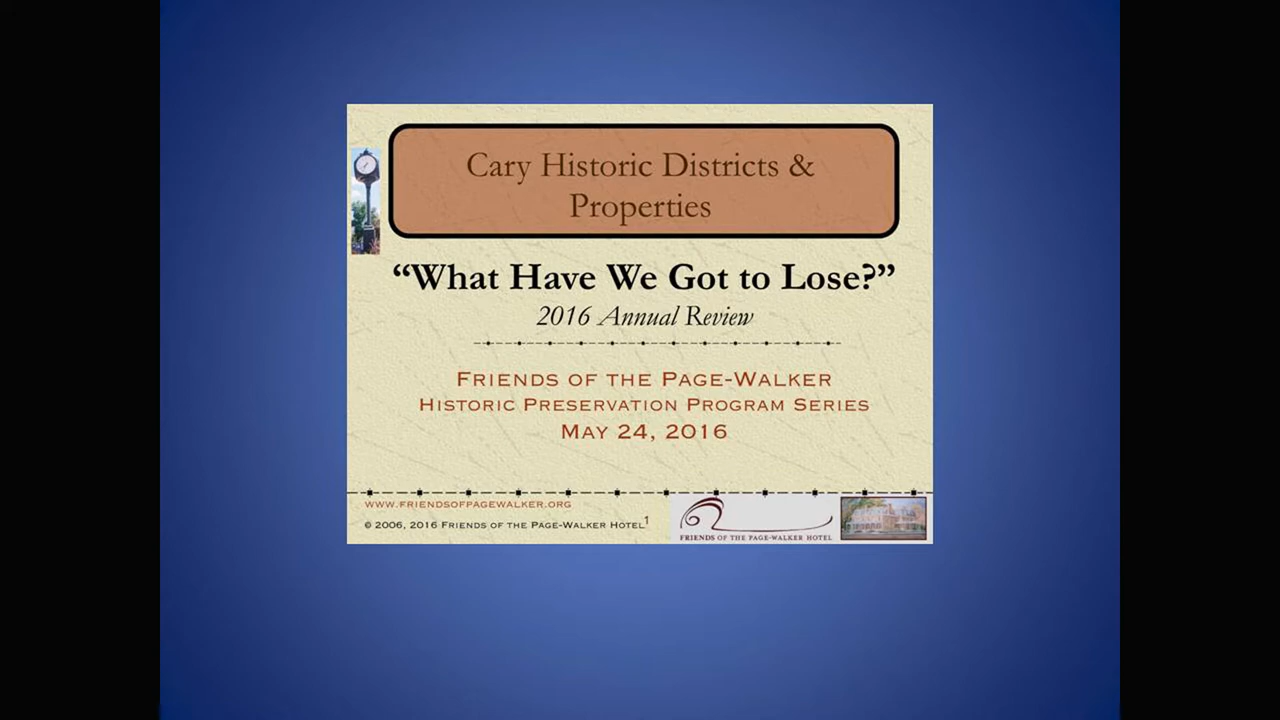 Cary Historic Districts &
Properties
“What Have We Got to Lose?”
2016 Annual Review
Friends of the Page-Walker
Historic Preservation Program Series
May 24, 2016
www.friendsofpagewalker.org
© 2006, 2016 Friends of the Page-Walker Hotel
1
Friends of the Page-Walker Hotel